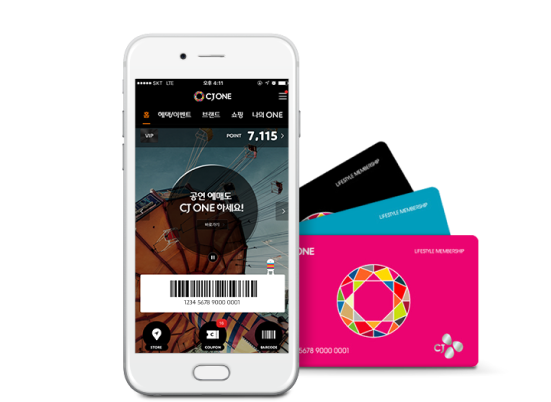 SKT LTE
오후 4:11
CJ ONE
홈 혜택/이벤트 브랜드 쇼핑 나의 ONE
VIP
POINT 7,115
공연 예매도
CJ ONE 하세요!
바로가기
1234 5678 9000 0001
STORE
COUPON
BARCODE
LIFESTYLE MEMBERSHIP
LIFESTYLE MEMBERSHIP
ONE
LIFESTYLE MEMBERSHIP
5678 9000 0001
CJ